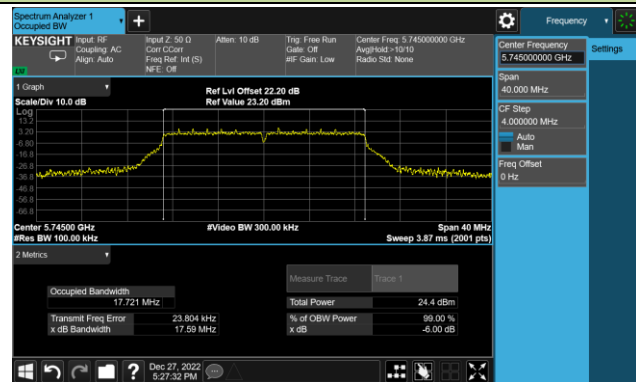 Spectrum Analyzer 1
Occupied BW
Frequency
KEYSIGHT
Input: RF
Coupling: AC
Align: Auto
Input Z: 50 Ω
Corr CCorr
Freq Ref: Int (S)
NFE: Off
Atten: 10 dB
Trig: Free Run
Gate: Off
#IF Gain: Low
Center Freq: 5.745000000 GHz
Avg|Hold:>10/10
Radio Std: None
Center Frequency
5.745000000 GHz
Settings
Span
40.000 MHz
CF Step
4.000000 MHz
Auto
Man
Freq Offset
0 Hz
1 Graph
Scale/Div 10.0 dB
Ref Lvl Offset 22.20 dB
Ref Value 23.20 dBm
Log
13.2
3.20
-6.80
-16.8
-26.8
-36.8
-46.8
-56.8
-66.8
Center 5.74500 GHz
#Video BW 300.00 kHz
Span 40 MHz
#Res BW 100.00 kHz
Sweep 3.87 ms (2001 pts)
2 Metrics
Measure Trace
Trace 1
Occupied Bandwidth
17.721 MHz
Total Power
24.4 dBm
Transmit Freq Error
23.804 kHz
% of OBW Power
99.00 %
x dB Bandwidth
17.59 MHz
x dB
-6.00 dB
Dec 27, 2022
5:27:32 PM